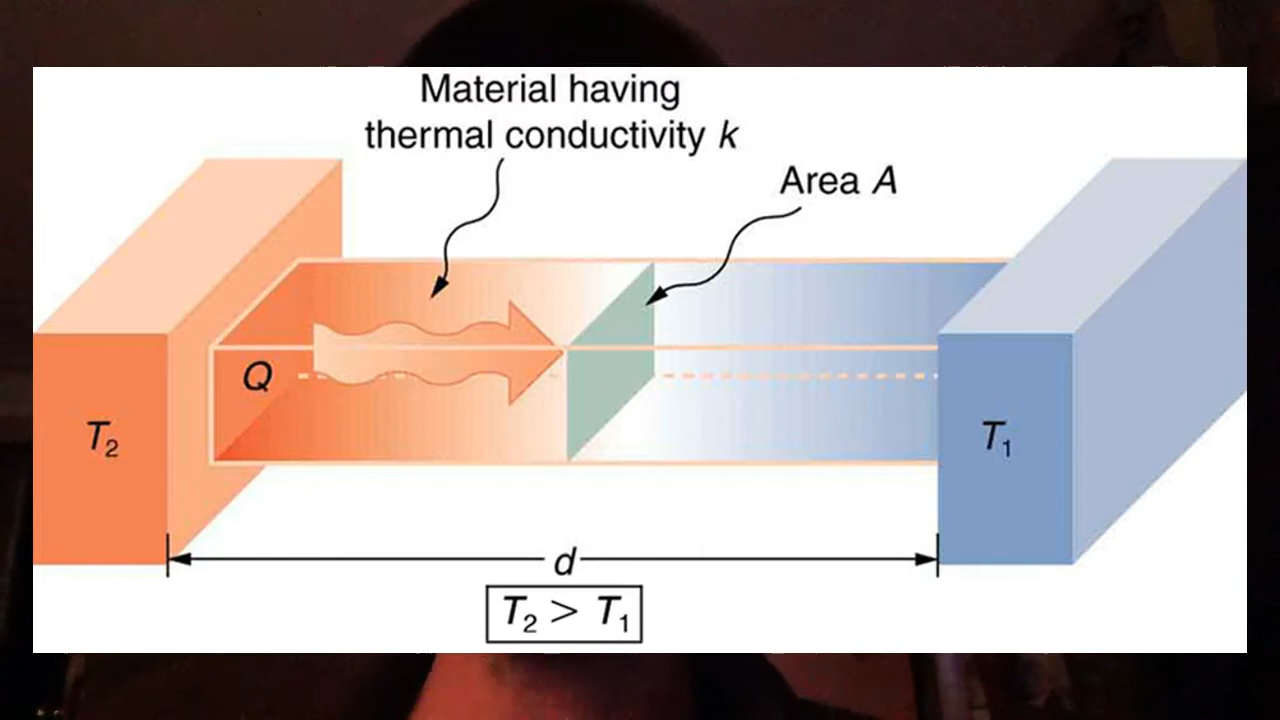 Material having
thermal conductivity k
Area A
Q
T₂
T₁
d
T₂ > T₁